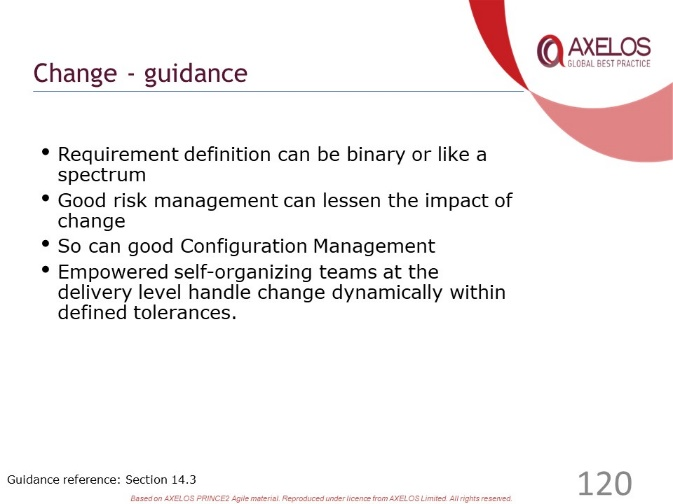 AXELOS
GLOBAL BEST PRACTICE
Change - guidance
• Requirement definition can be binary or like a
spectrum
• Good risk management can lessen the impact of
change
• So can good Configuration Management
• Empowered self-organizing teams at the
delivery level handle change dynamically within
defined tolerances.
Guidance reference: Section 14.3
120
Based on AXELOS PRINCE2 Agile material. Reproduced under licence from AXELOS Limited. All rights reserved.